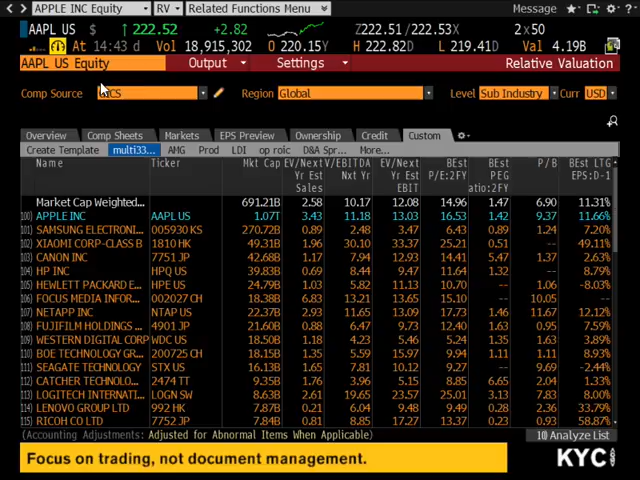 APPLE INC Equity RV Related Functions Menu Message
AAPL US $ ↑ 222.52 +2.82 Z222.51 / 222.53X 2×50
At 14:43 d Vol 18,915,302 O 220.15Y H 222.82D L 219.41D Val 4.19B
AAPL US Equity Output Settings Relative Valuation
Comp Source Region Global Level Sub Industry Curr USD
Overview Comp Sheets Markets EPS Preview Ownership Credit Custom
Create Template multi33... AMG Prod LDI op roic D&A Spr... More...
Name Ticker Mkt Cap EV/Next Yr Est Sales V/EBITDA Nxt Yr EV/Next Yr Est EBIT BEst P/E:2FY BEst PEG atio:2FY P/B BEst LTG EPS:D-1
Market Cap Weighted... 691.21B 2.58 10.17 12.08 14.96 1.47 6.90 11.31%
100) APPLE INC AAPL US 1.07T 3.43 11.18 13.03 16.53 1.42 9.37 11.66%
101) SAMSUNG ELECTRONI... 005930 KS 270.72B 0.89 2.48 3.47 6.43 0.89 1.24 7.20%
102) XIAOMI CORP-CLASS B 1810 HK 49.31B 1.96 30.10 33.37 25.21 0.51 -- 49.11%
103) CANON INC 7751 JP 42.68B 1.17 7.94 12.93 14.41 5.47 1.37 2.63%
104) HP INC HPQ US 39.83B 0.69 8.44 9.47 11.64 1.32 -- 8.79%
105) HEWLETT PACKARD E... HPE US 24.79B 1.03 5.82 11.13 10.70 -- 1.06 -8.03%
106) FOCUS MEDIA INFOR... 002027 CH 18.38B 6.83 13.21 13.65 15.10 -- 10.05 --
107) NETAPP INC NTAP US 22.37B 2.93 11.65 13.09 17.73 1.46 11.67 12.12%
108) FUJIFILM HOLDINGS ... 4901 JP 21.60B 0.88 6.47 9.73 12.40 1.63 0.95 7.59%
109) WESTERN DIGITAL CORP WDC US 18.50B 1.18 4.23 5.46 5.24 1.35 1.63 3.89%
110) BOE TECHNOLOGY GR... 200725 CH 18.15B 1.35 5.59 15.97 9.94 1.11 1.11 8.93%
111) SEAGATE TECHNOLOGY STX US 16.13B 1.65 7.81 10.12 9.27 -- 9.67 -2.44%
112) CATCHER TECHNOLO... 2474 TT 9.35B 1.76 3.96 5.15 8.85 6.65 2.04 1.33%
113) LOGITECH INTERNATI... LOGN SW 8.63B 2.61 19.65 23.57 24.11 3.15 7.83 8.00%
114) LENOVO GROUP LTD 992 HK 7.87B 0.21 6.04 9.48 9.49 0.28 2.36 33.79%
115) RICOH CO LTD 7752 JP 7.84B 0.81 8.85 17.27 13.37 0.23 0.93 58.87%
(Accounting Adjustments: Adjusted for Abnormal Items When Applicable) 10) Analyze List
Focus on trading, not document management. KYC